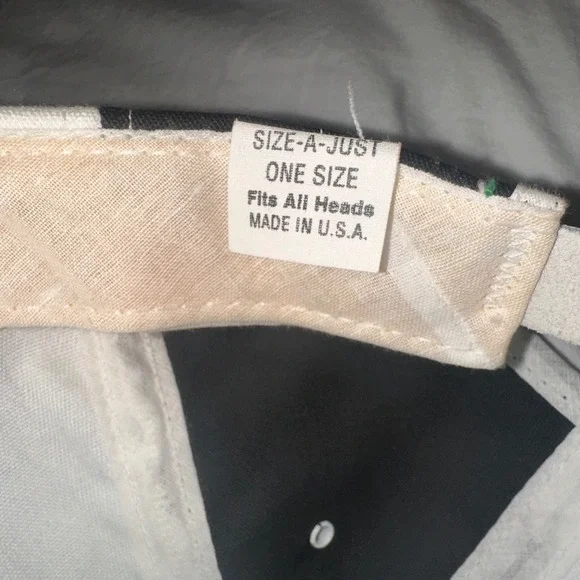 SIZE-A-JUST
ONE SIZE
Fits All Heads
MADE IN U.S.A.